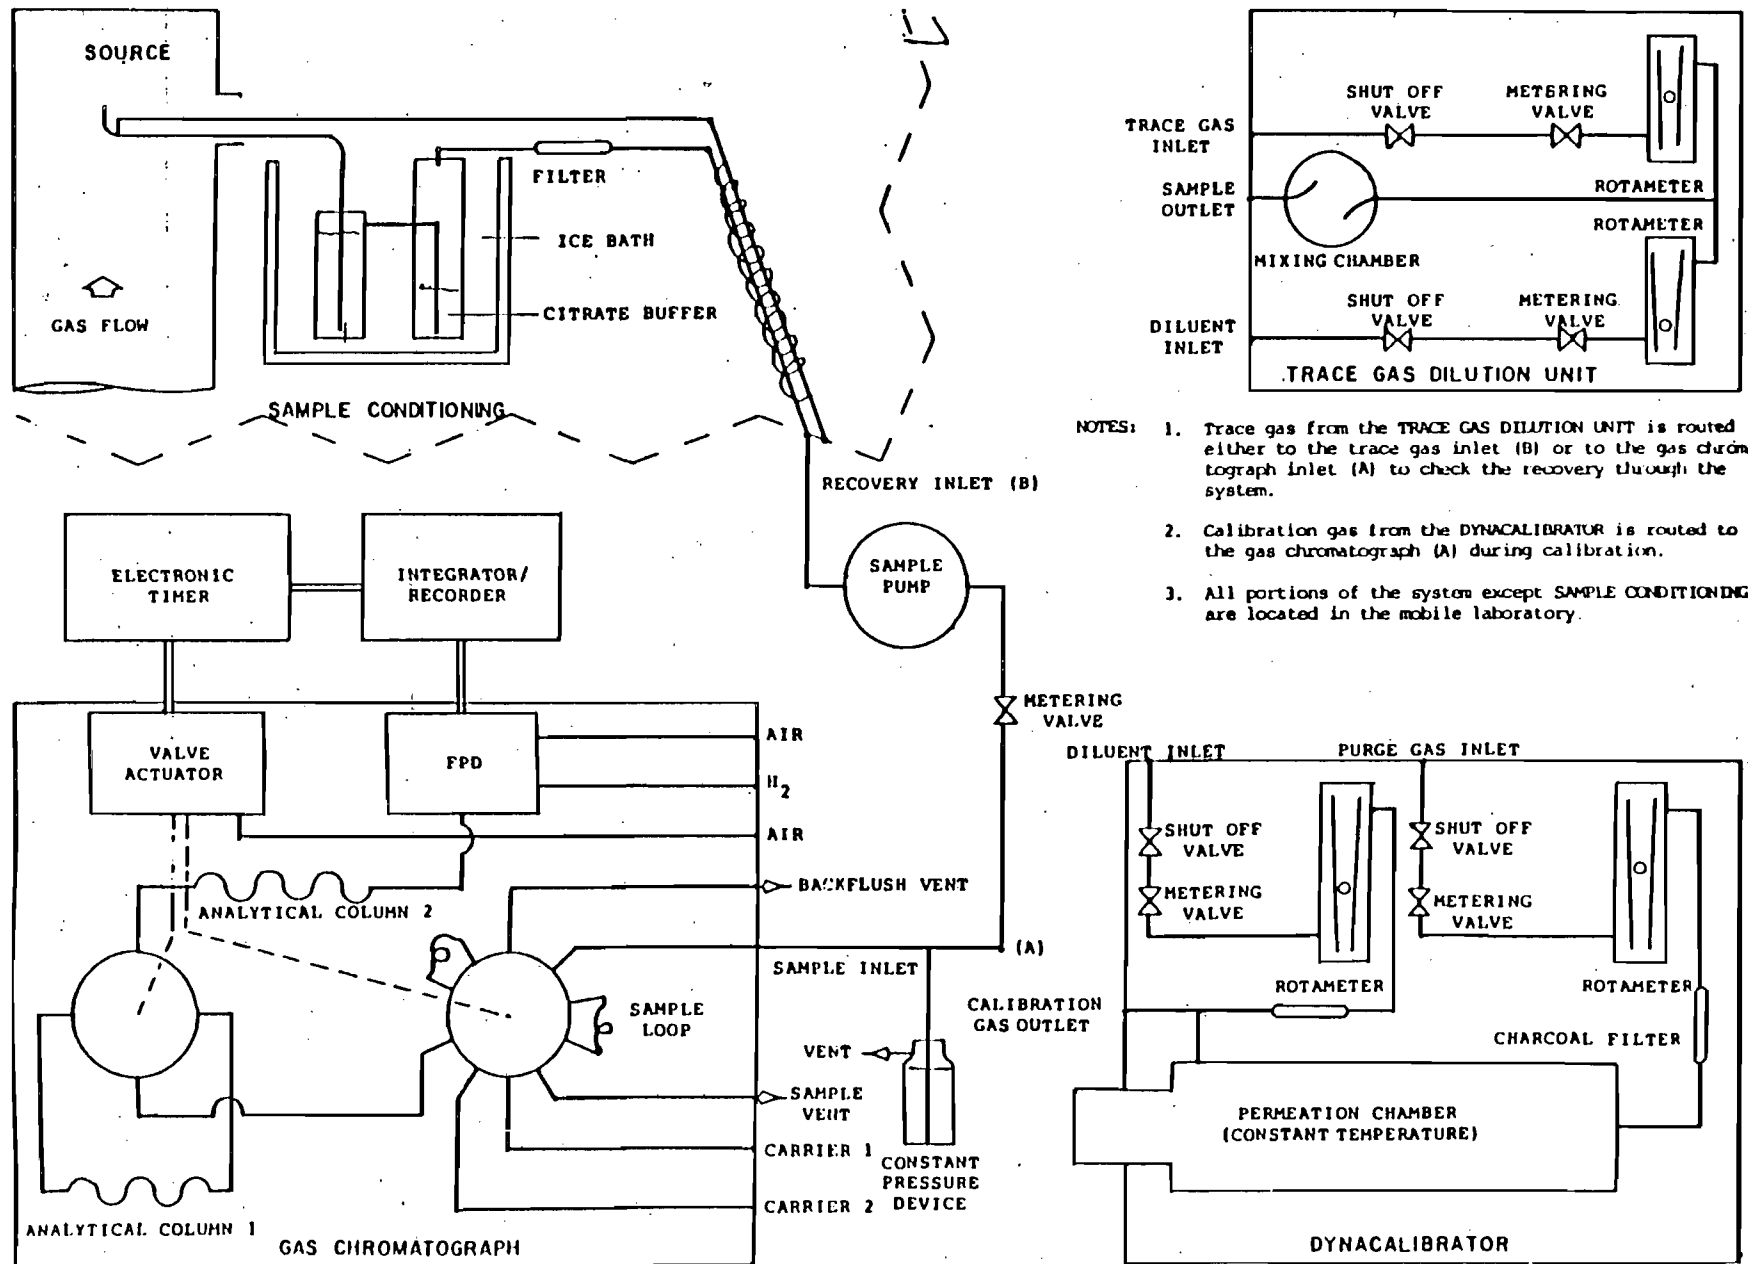 SOURCE
GAS FLOW
FILTER
ICE BATH
CITRATE BUFFER
SAMPLE CONDITIONING
TRACE GAS
INLET
SHUT OFF
VALVE
METERING
VALVE
SAMPLE
OUTLET
ROTAMETER
ROTAMETER
MIXING CHAMBER
DILUENT
INLET
SHUT OFF
VALVE
METERING
VALVE
TRACE GAS DILUTION UNIT
NOTES:
1. Trace gas from the TRACE GAS DILUTION UNIT is routed
either to the trace gas inlet (B) or to the gas chrom
tograph inlet (A) to check the recovery through the
system.
2. Calibration gas from the DYNACALIBRATOR is routed to
the gas chromatograph (A) during calibration.
3. All portions of the system except SAMPLE CONDITIONING
are located in the mobile laboratory.
RECOVERY INLET (B)
SAMPLE
PUMP
METERING
VALVE
ELECTRONIC
TIMER
INTEGRATOR/
RECORDER
VALVE
ACTUATOR
FPD
AIR
H2
AIR
BACKFLUSH VENT
ANALYTICAL COLUMN 2
(A)
SAMPLE INLET
SAMPLE
LOOP
VENT
SAMPLE
VENT
CARRIER 1
CARRIER 2
CONSTANT
PRESSURE
DEVICE
ANALYTICAL COLUMN 1
GAS CHROMATOGRAPH
DILUENT INLET
PURGE GAS INLET
SHUT OFF
VALVE
METERING
VALVE
SHUT OFF
VALVE
METERING
VALVE
ROTAMETER
ROTAMETER
CALIBRATION
GAS OUTLET
CHARCOAL FILTER
PERMEATION CHAMBER
(CONSTANT TEMPERATURE)
DYNACALIBRATOR